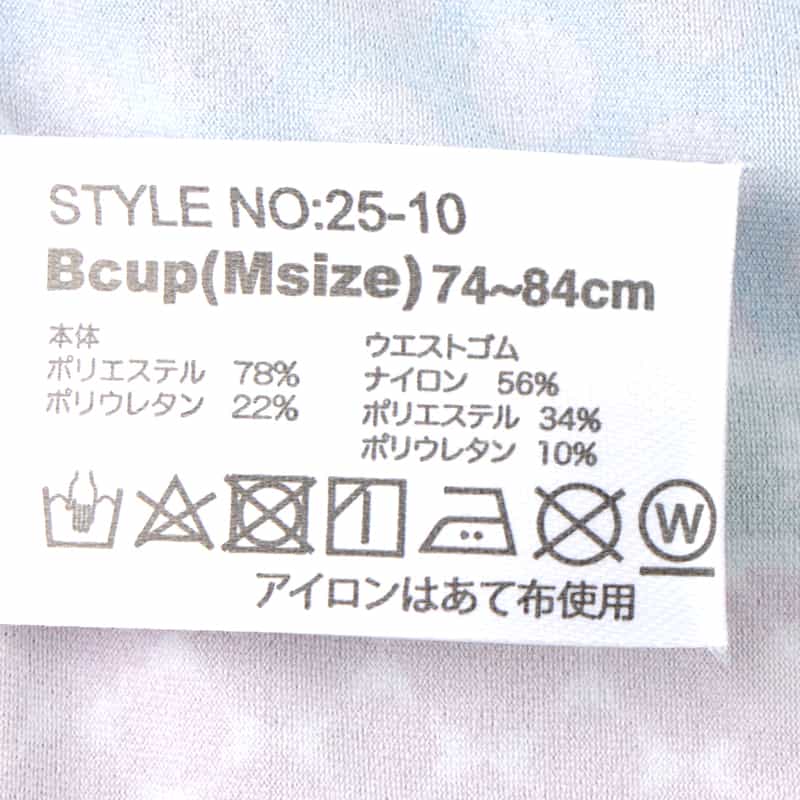 STYLE NO:25-10
Bcup(Msize)74~84cm
本体
ポリエステル 78%
ポリウレタン 22%
ウエストゴム
ナイロン 56%
ポリエステル 34%
ポリウレタン 10%
W
アイロンはあて布使用